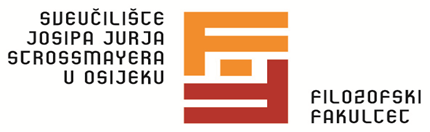 SVEUČILIŠTE
JOSIPA JURJA
STROSSMAYERA
U OSIJEKU
FILOZOFSKI
FAKULTET